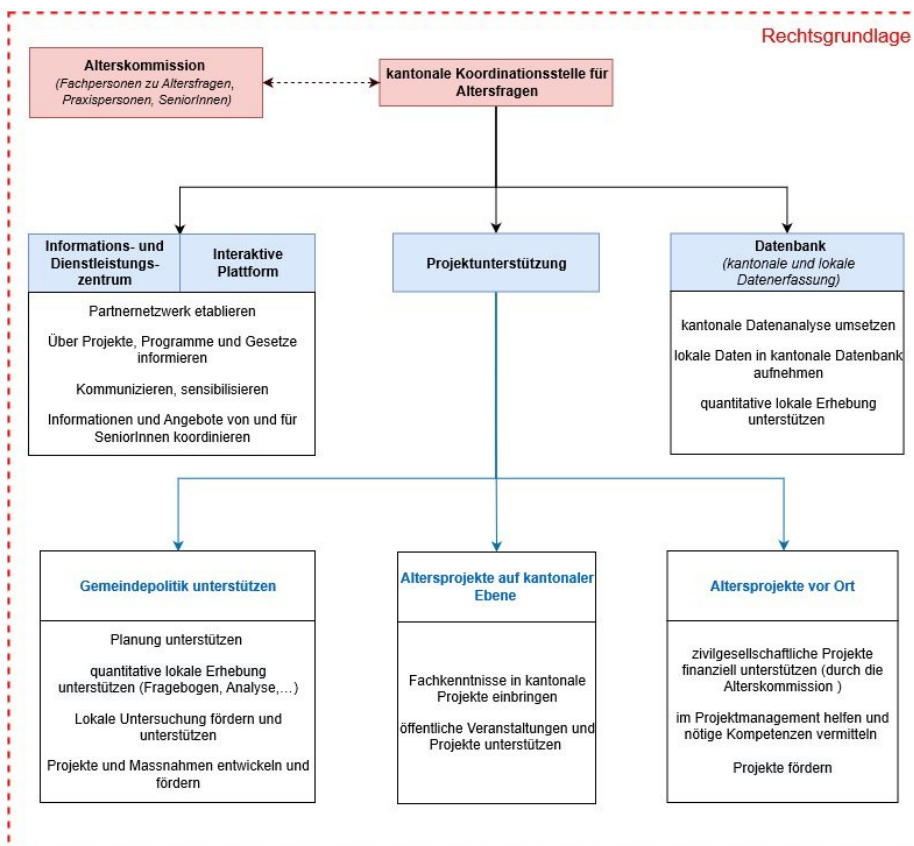 Rechtsgrundlage
Alterskommission
(Fachpersonen zu Altersfragen,
Praxispersonen, SeniorInnen)
kantonale Koordinationsstelle für
Altersfragen
Informations- und
Dienstleistungs-
zentrum
Interaktive
Plattform
Partnernetzwerk etablieren
Über Projekte, Programme und Gesetze
informieren
Kommunizieren, sensibilisieren
Informationen und Angebote von und für
SeniorInnen koordinieren
Projektunterstützung
Datenbank
(kantonale und lokale
Datenerfassung)
kantonale Datenanalyse umsetzen
lokale Daten in kantonale Datenbank
aufnehmen
quantitative lokale Erhebung
unterstützen
Gemeindepolitik unterstützen
Planung unterstützen
quantitative lokale Erhebung
unterstützen (Fragebogen, Analyse,…)
Lokale Untersuchung fördern und
unterstützen
Projekte und Massnahmen entwickeln und
fördern
Altersprojekte auf kantonaler
Ebene
Fachkenntnisse in kantonale
Projekte einbringen
öffentliche Veranstaltungen und
Projekte unterstützen
Altersprojekte vor Ort
zivilgesellschaftliche Projekte
finanziell unterstützen (durch die
Alterskommission )
im Projektmanagement helfen und
nötige Kompetenzen vermitteln
Projekte fördern